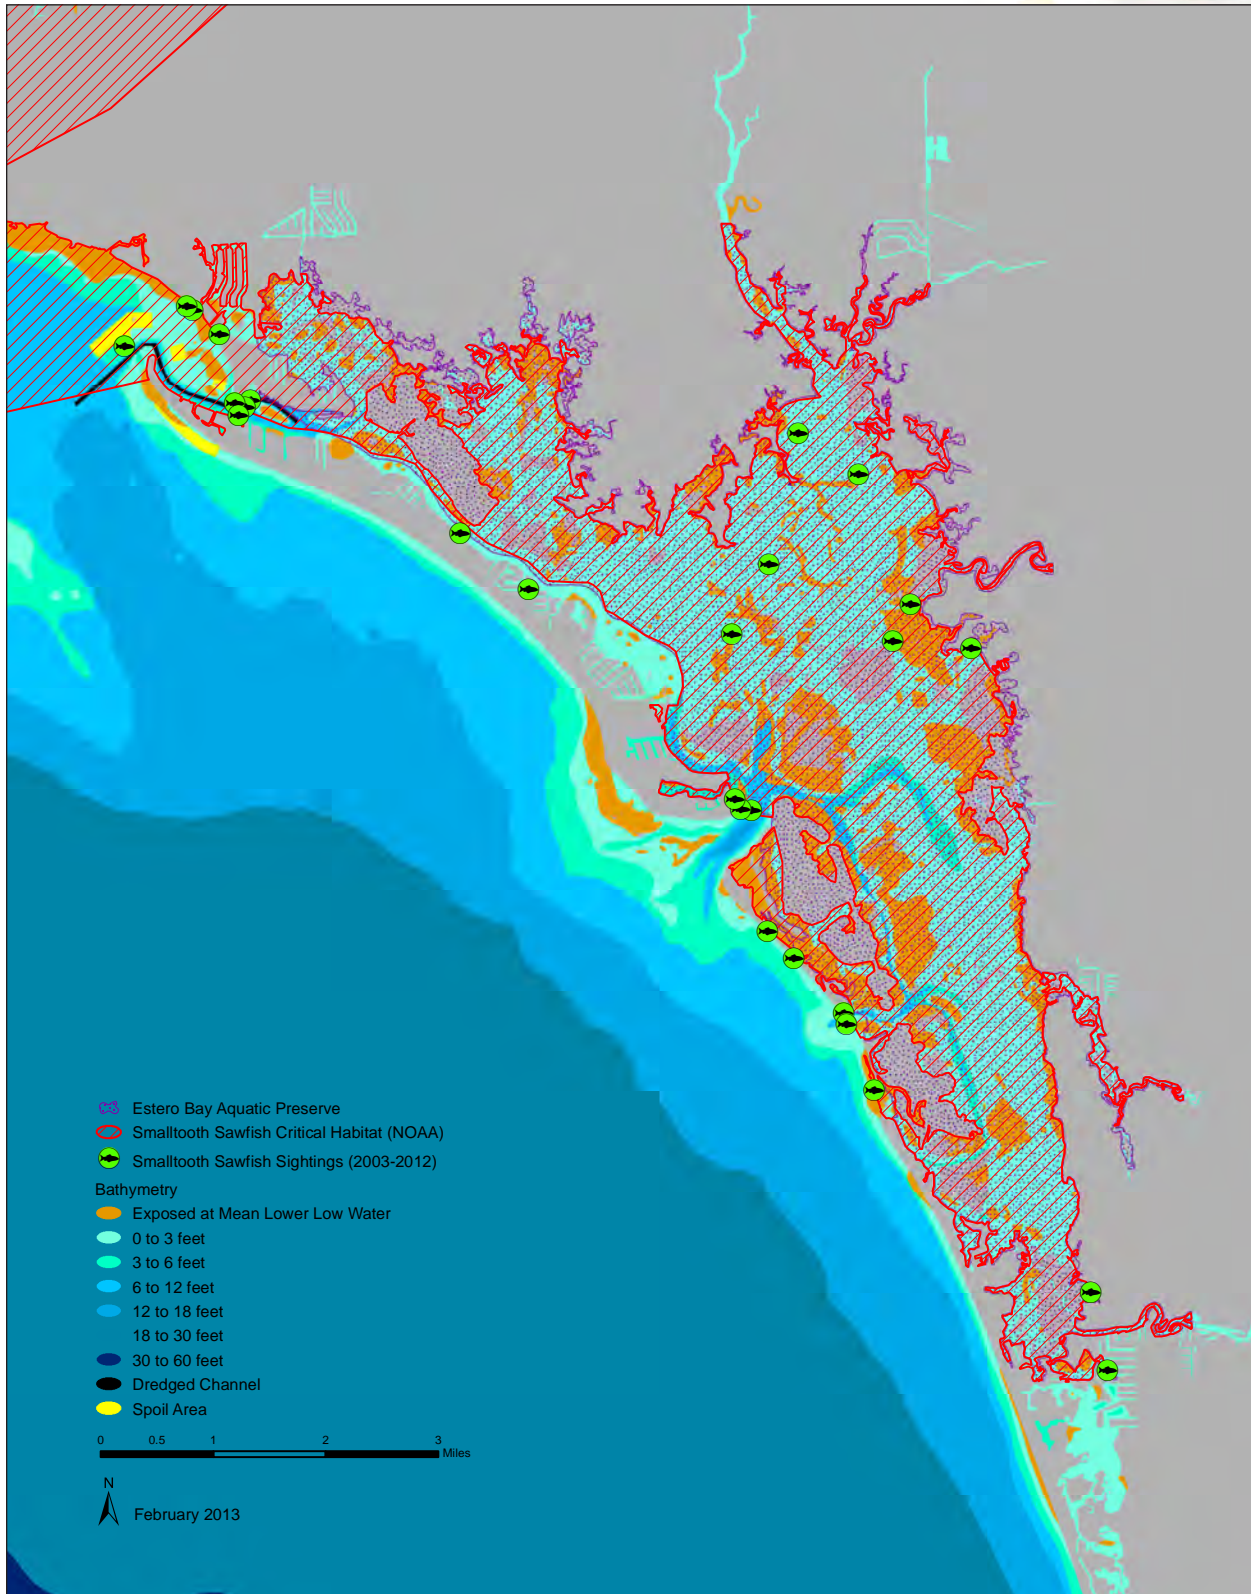 Estero Bay Aquatic Preserve
Smalltooth Sawfish Critical Habitat (NOAA)
Smalltooth Sawfish Sightings (2003-2012)
Bathymetry
Exposed at Mean Lower Low Water
0 to 3 feet
3 to 6 feet
6 to 12 feet
12 to 18 feet
18 to 30 feet
30 to 60 feet
Dredged Channel
Spoil Area
0 0.5 1 2 3
Miles
N
February 2013